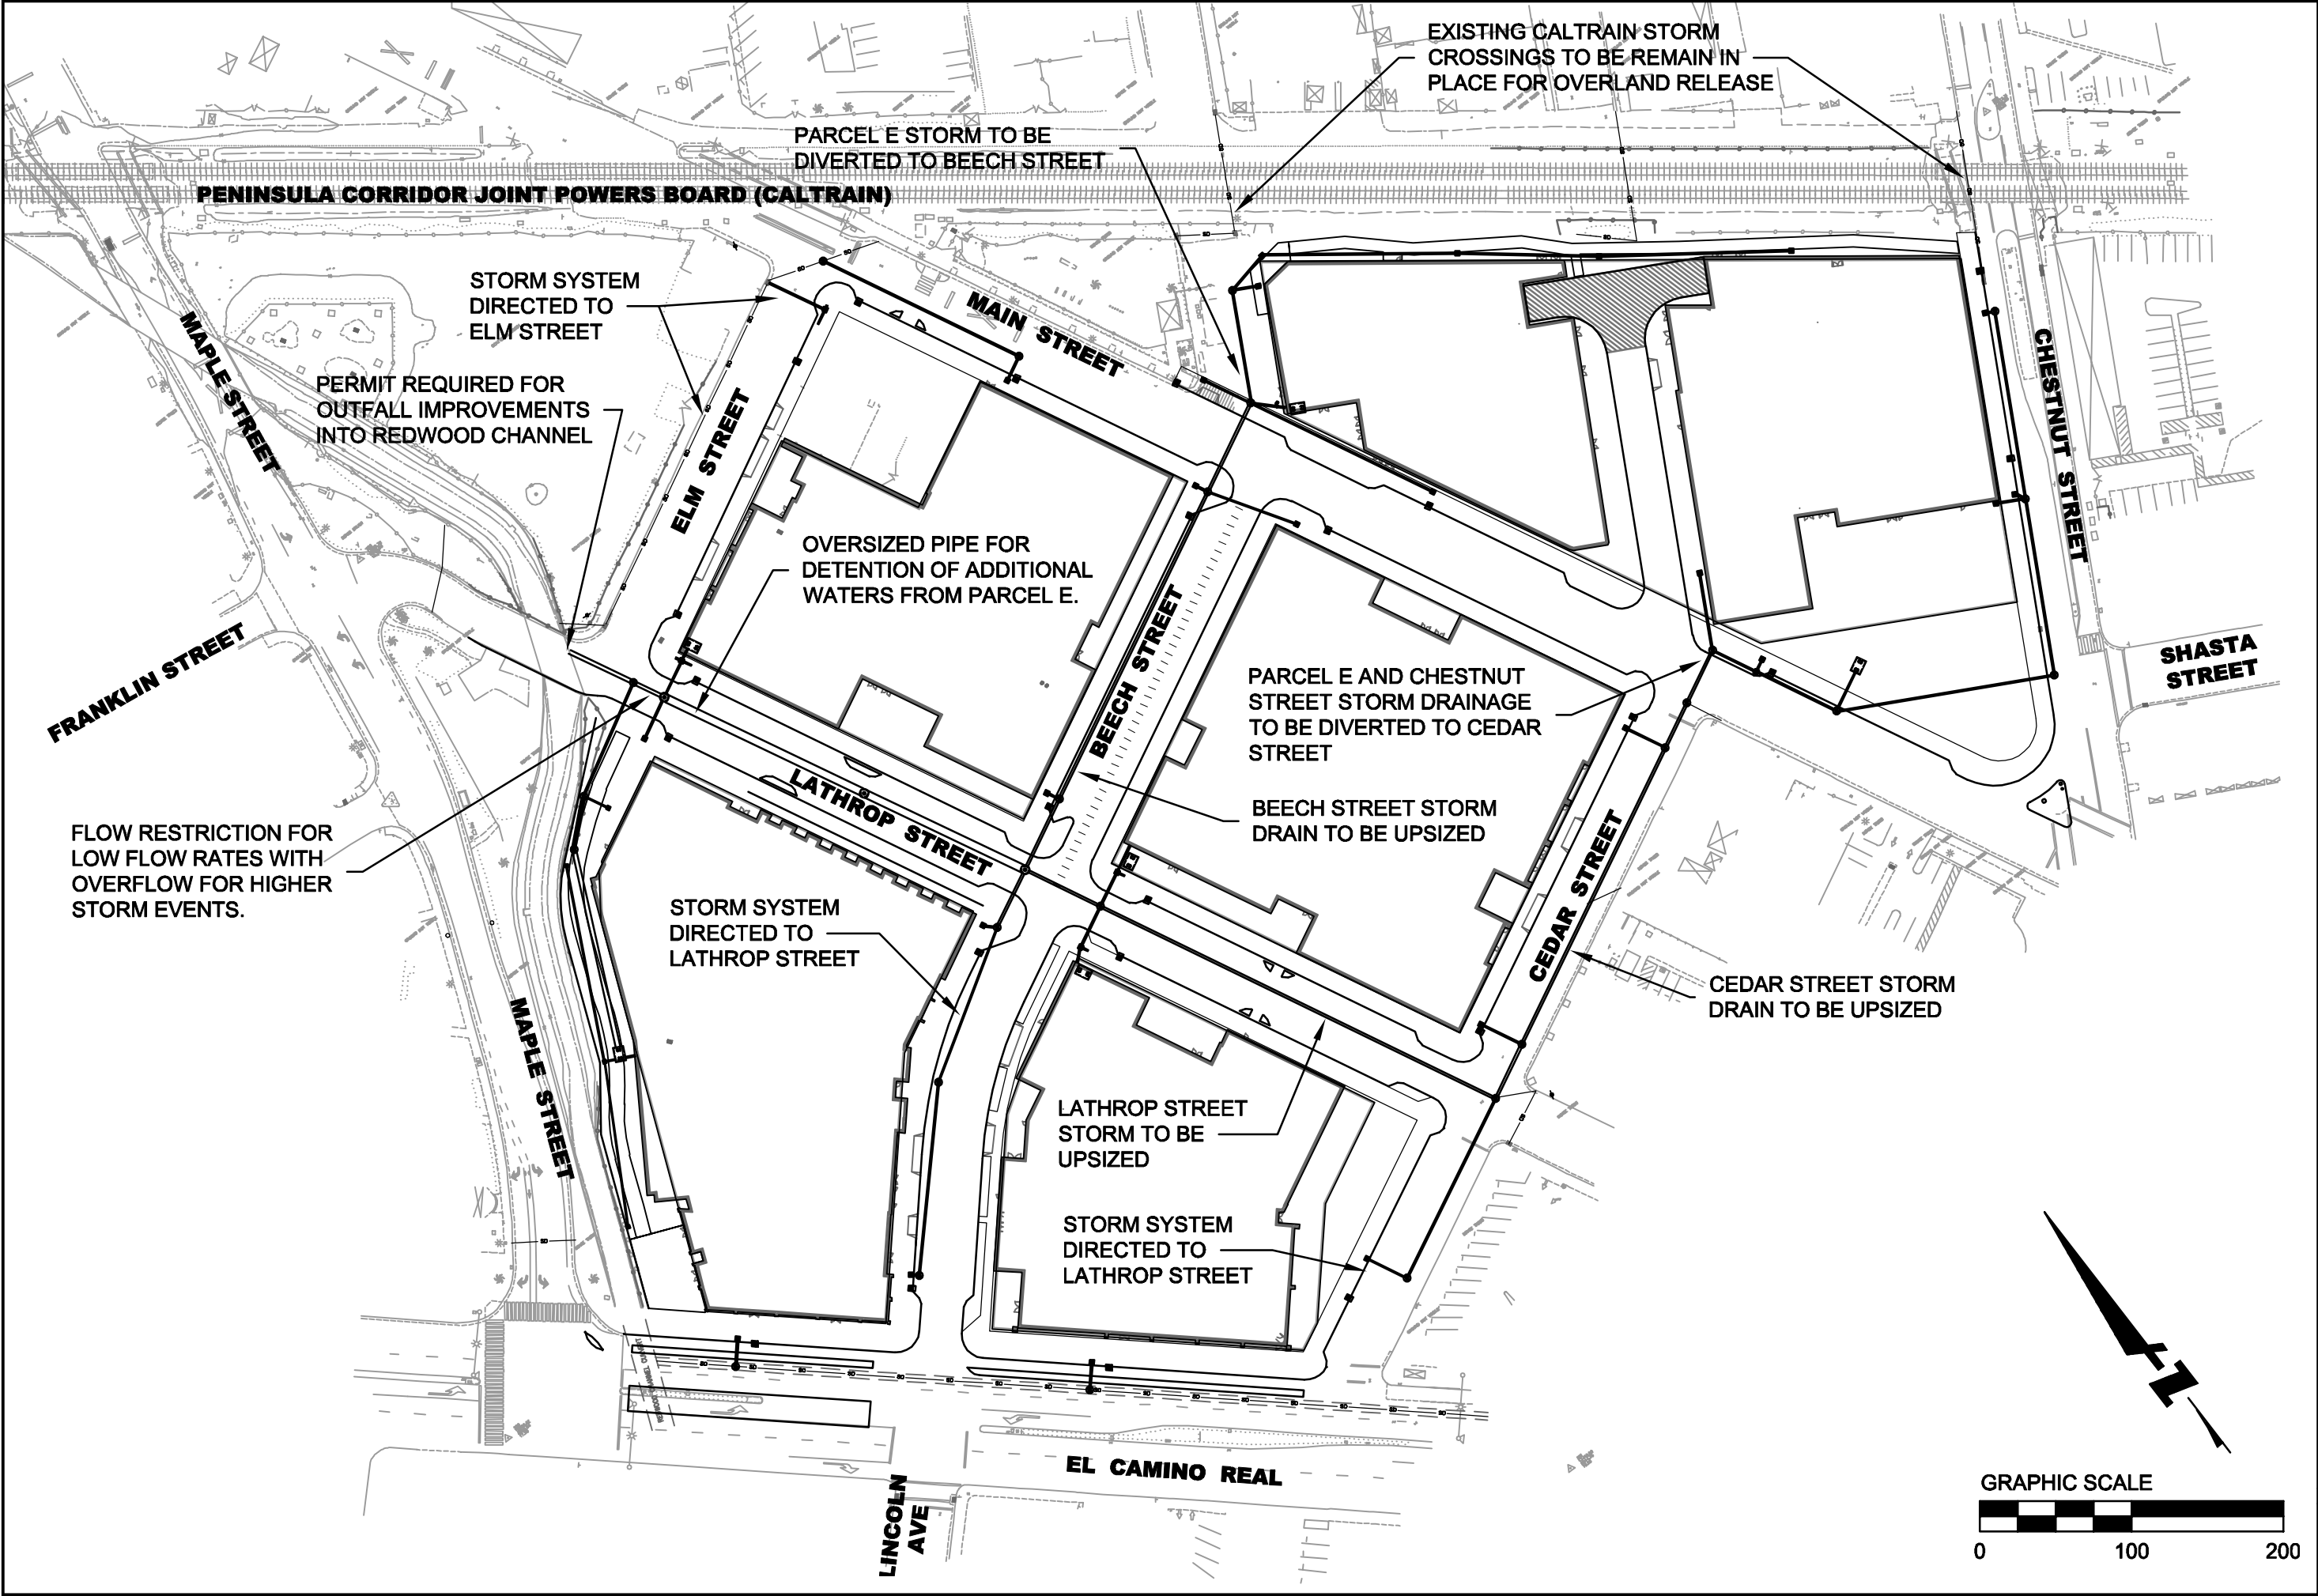 EXISTING CALTRAIN STORM
CROSSINGS TO BE REMAIN IN
PLACE FOR OVERLAND RELEASE
PARCEL E STORM TO BE
DIVERTED TO BEECH STREET
PENINSULA CORRIDOR JOINT POWERS BOARD (CALTRAIN)
STORM SYSTEM
DIRECTED TO
ELM STREET
MAIN STREET
MAPLE STREET
PERMIT REQUIRED FOR
OUTFALL IMPROVEMENTS
INTO REDWOOD CHANNEL
ELM STREET
CHESTNUT STREET
OVERSIZED PIPE FOR
DETENTION OF ADDITIONAL
WATERS FROM PARCEL E.
BEECH STREET
FRANKLIN STREET
SHASTA
STREET
PARCEL E AND CHESTNUT
STREET STORM DRAINAGE
TO BE DIVERTED TO CEDAR
STREET
LATHROP STREET
BEECH STREET STORM
DRAIN TO BE UPSIZED
FLOW RESTRICTION FOR
LOW FLOW RATES WITH
OVERFLOW FOR HIGHER
STORM EVENTS.
CEDAR STREET
STORM SYSTEM
DIRECTED TO
LATHROP STREET
CEDAR STREET STORM
DRAIN TO BE UPSIZED
MAPLE STREET
LATHROP STREET
STORM TO BE
UPSIZED
STORM SYSTEM
DIRECTED TO
LATHROP STREET
EL CAMINO REAL
LINCOLN
AVE
Z
GRAPHIC SCALE
0 100 200